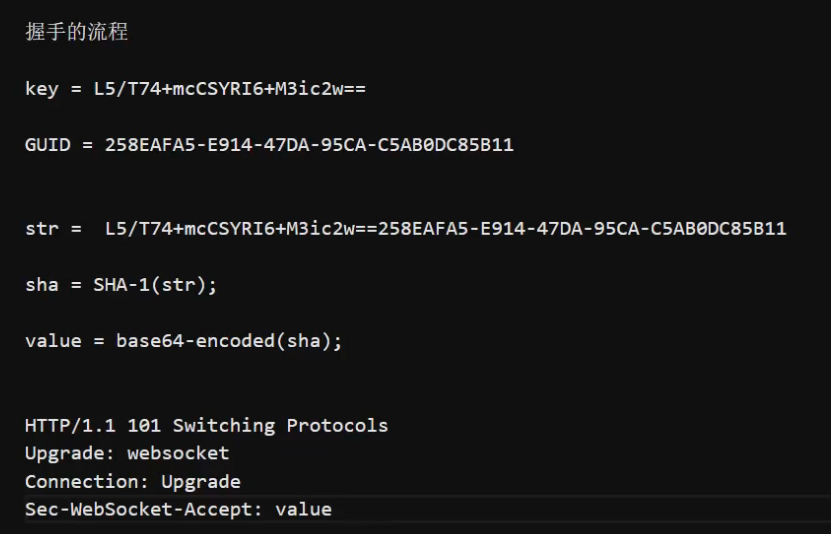 握手的流程
key = L5/T74+mcCSYRI6+M3ic2w==
GUID = 258EAFA5-E914-47DA-95CA-C5AB0DC85B11
str =  L5/T74+mcCSYRI6+M3ic2w==258EAFA5-E914-47DA-95CA-C5AB0DC85B11
sha = SHA-1(str);
value = base64-encoded(sha);
HTTP/1.1 101 Switching Protocols
Upgrade: websocket
Connection: Upgrade
Sec-WebSocket-Accept: value